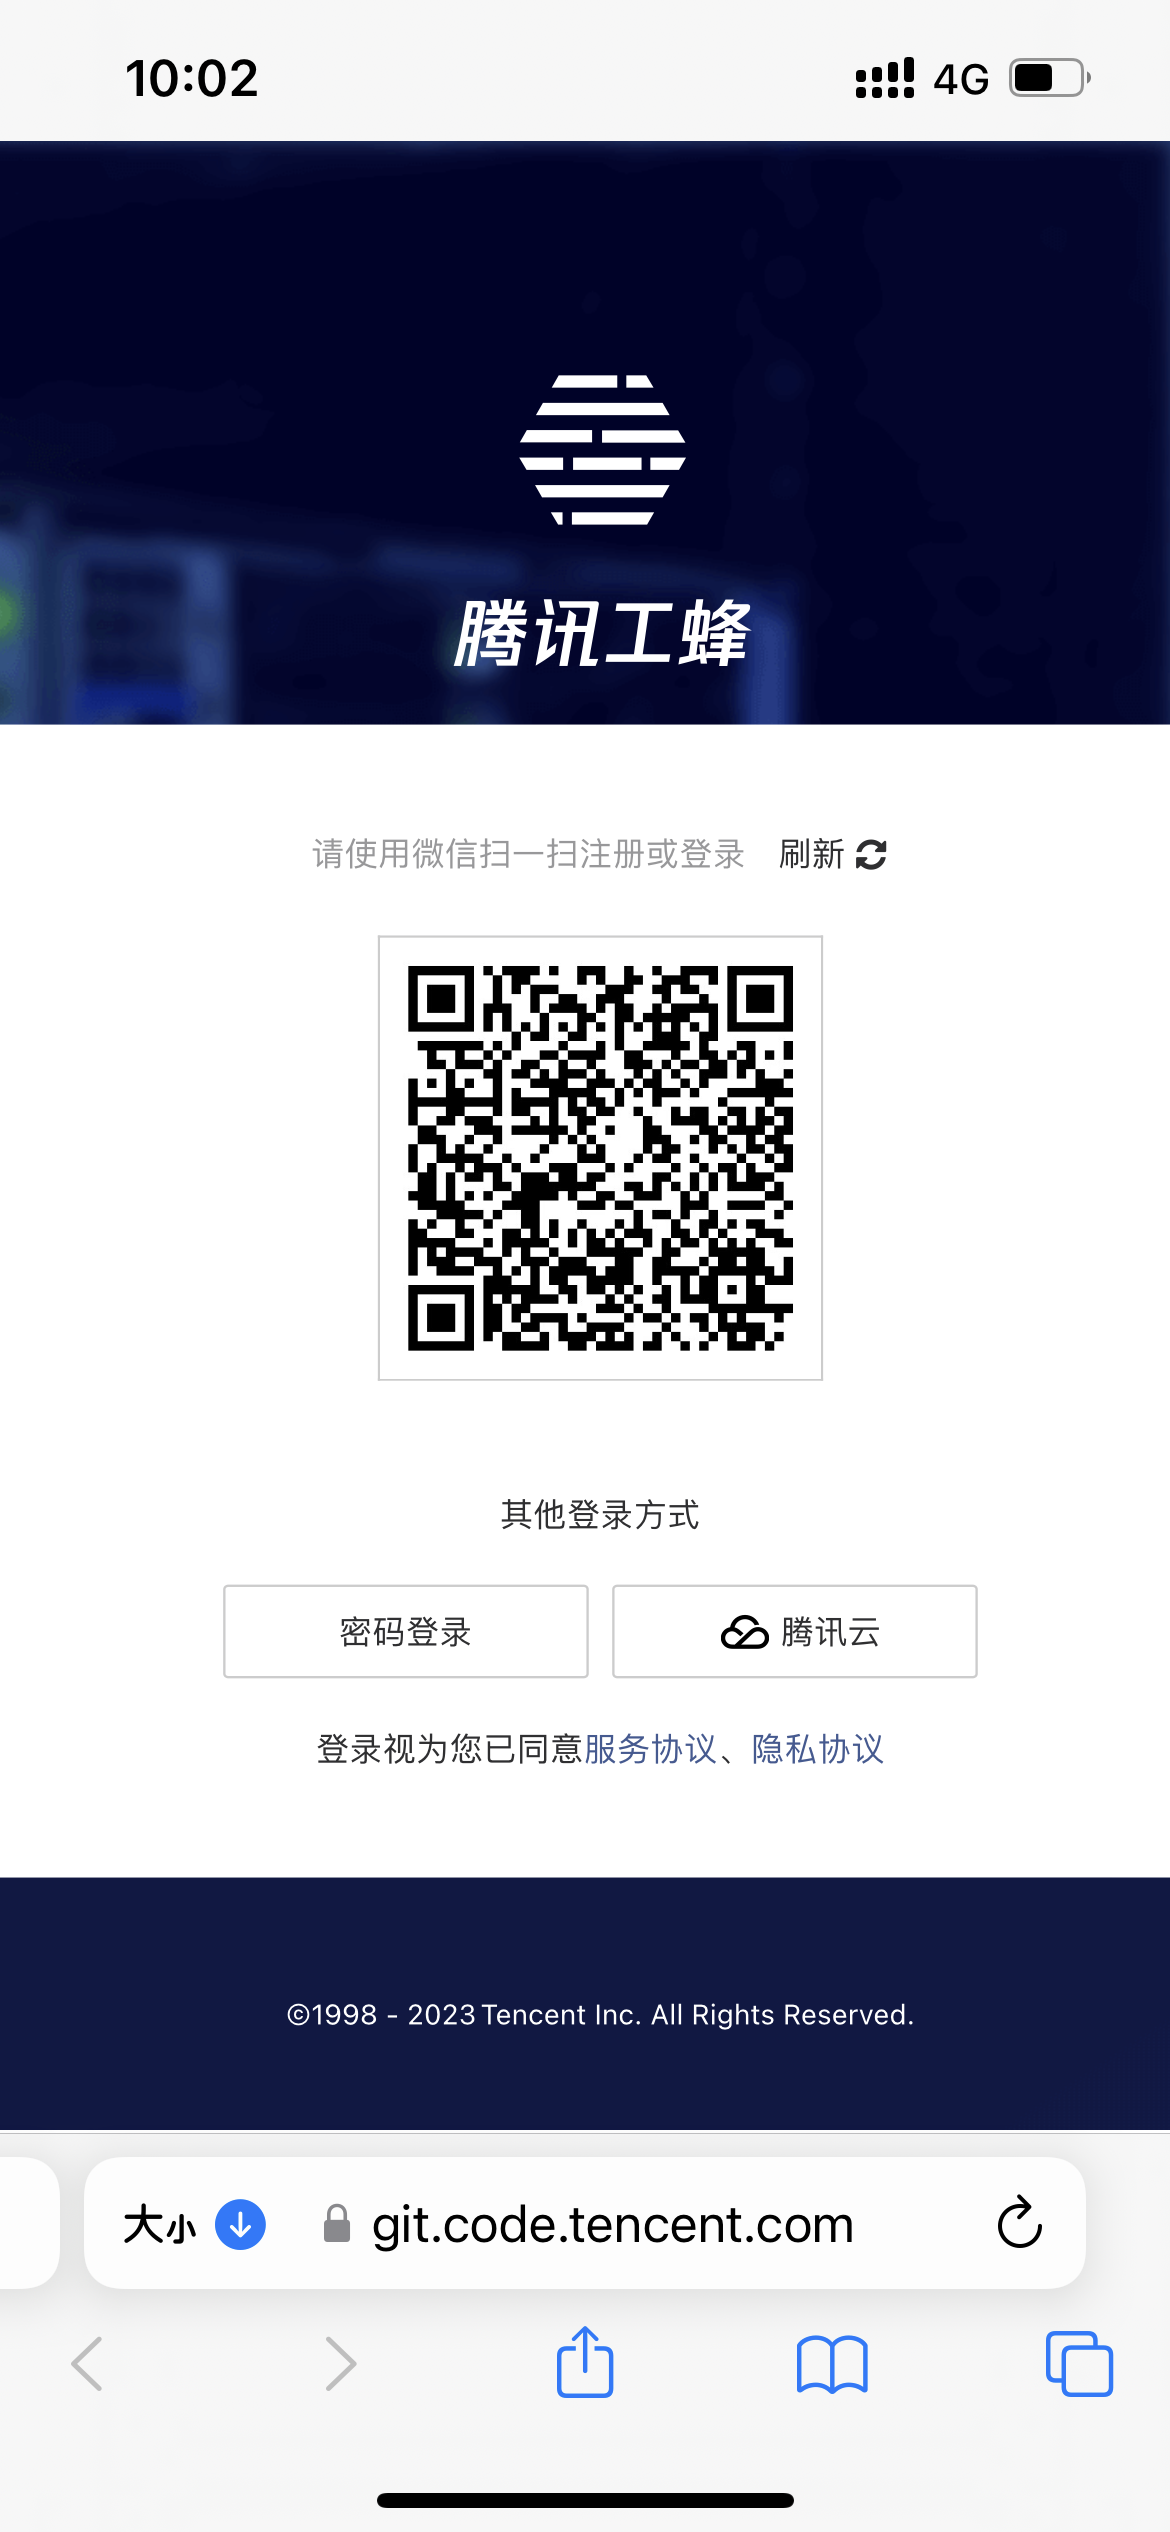 10:02 4G
腾讯工蜂
请使用微信扫一扫注册或登录 刷新
其他登录方式
密码登录 腾讯云
登录视为您已同意服务协议、隐私协议
©1998 - 2023 Tencent Inc. All Rights Reserved.
大小 git.code.tencent.com